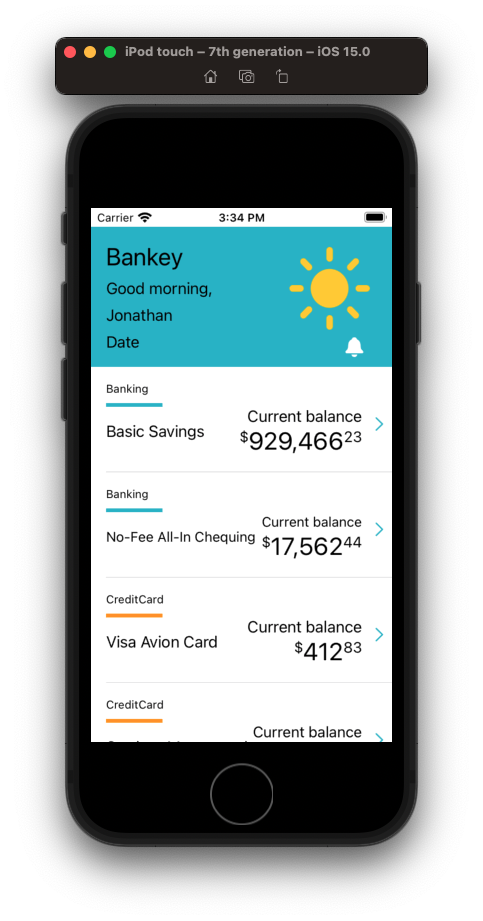 iPod touch – 7th generation – iOS 15.0
Carrier 3:34 PM
Bankey
Good morning,
Jonathan
Date
Banking
Current balance
Basic Savings $929,46623
Banking
Current balance
No-Fee All-In Chequing $17,56244
CreditCard
Current balance
Visa Avion Card $41283
CreditCard
Current balance